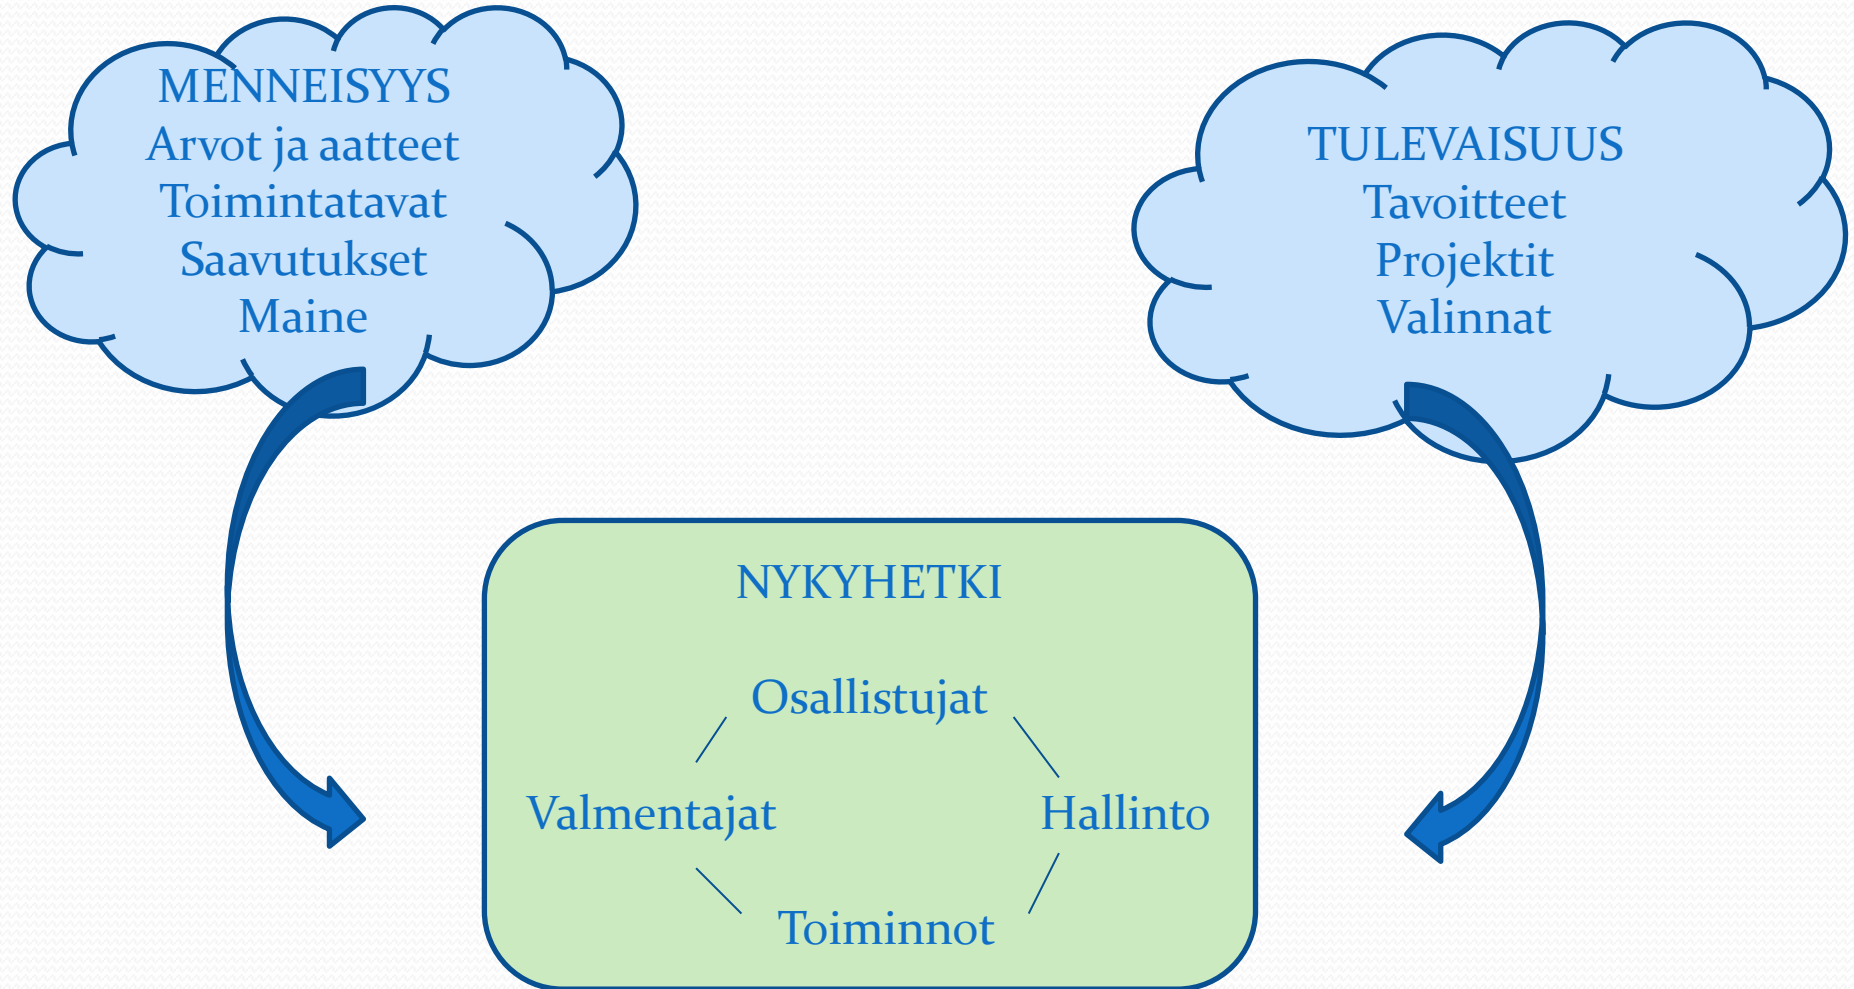 MENNEISYYS
Arvot ja aatteet
Toimintatavat
Saavutukset
Maine
TULEVAISUUS
Tavoitteet
Projektit
Valinnat
NYKYHETKI
Osallistujat
Valmentajat
Hallinto
Toiminnot